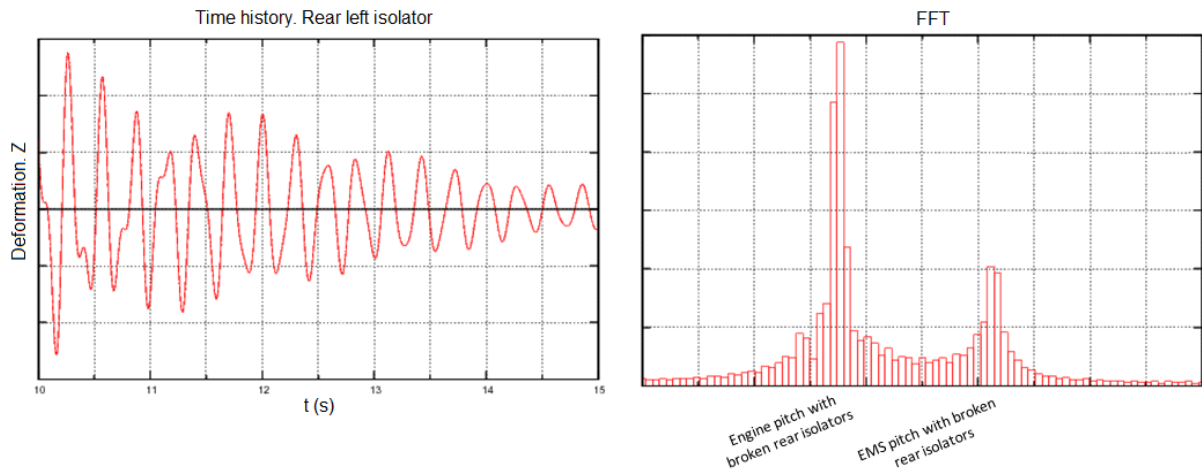 Time history. Rear left isolator
Deformation. Z
10
11
12
13
14
15
t (s)
FFT
Engine pitch with
broken rear isolators
EMS pitch with broken
rear isolators